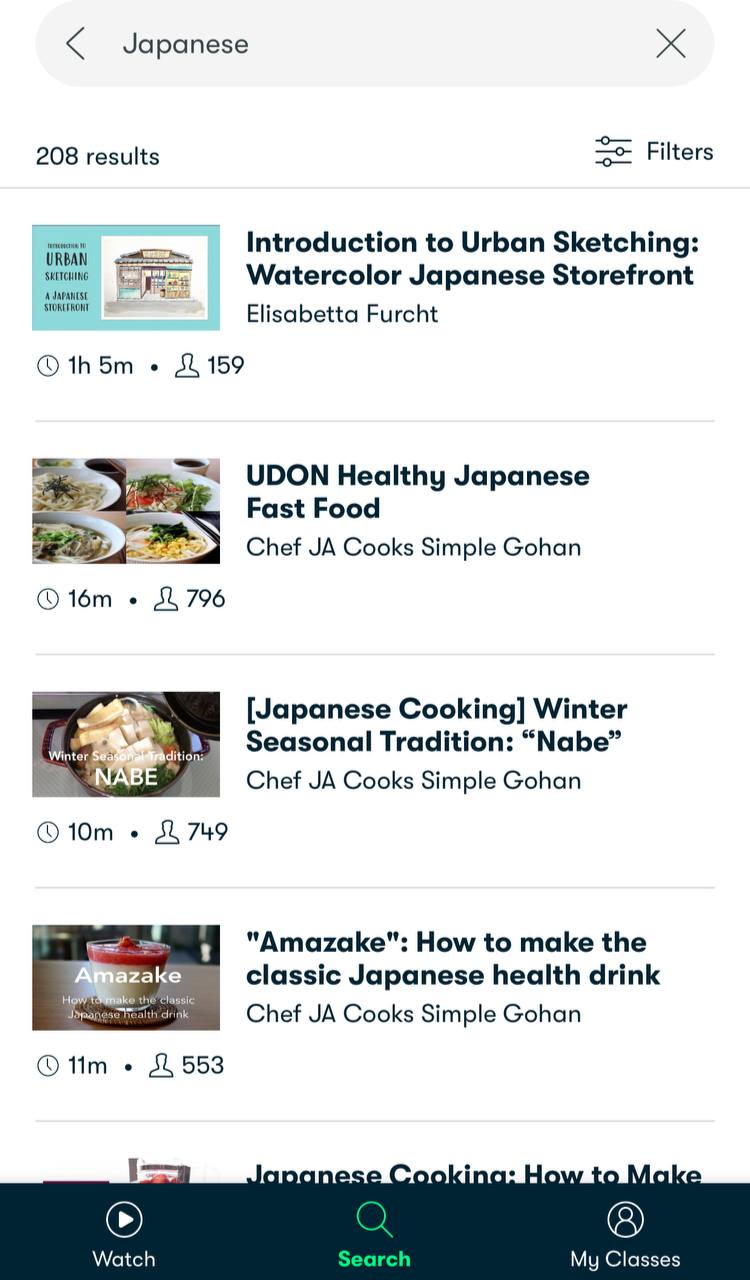 Japanese
208 results
Filters
INTRODUCTION TO
URBAN
SKETCHING
A JAPANESE
STOREFRONT
Introduction to Urban Sketching:
Watercolor Japanese Storefront
Elisabetta Furcht
1h 5m • 159
UDON Healthy Japanese
Fast Food
Chef JA Cooks Simple Gohan
16m • 796
Winter Seasonal Tradition:
NABE
[Japanese Cooking] Winter
Seasonal Tradition: “Nabe”
Chef JA Cooks Simple Gohan
10m • 749
Amazake
How to make the classic
Japanese health drink
"Amazake": How to make the
classic Japanese health drink
Chef JA Cooks Simple Gohan
11m • 553
Japanese Cooking: How to Make
Watch
Search
My Classes